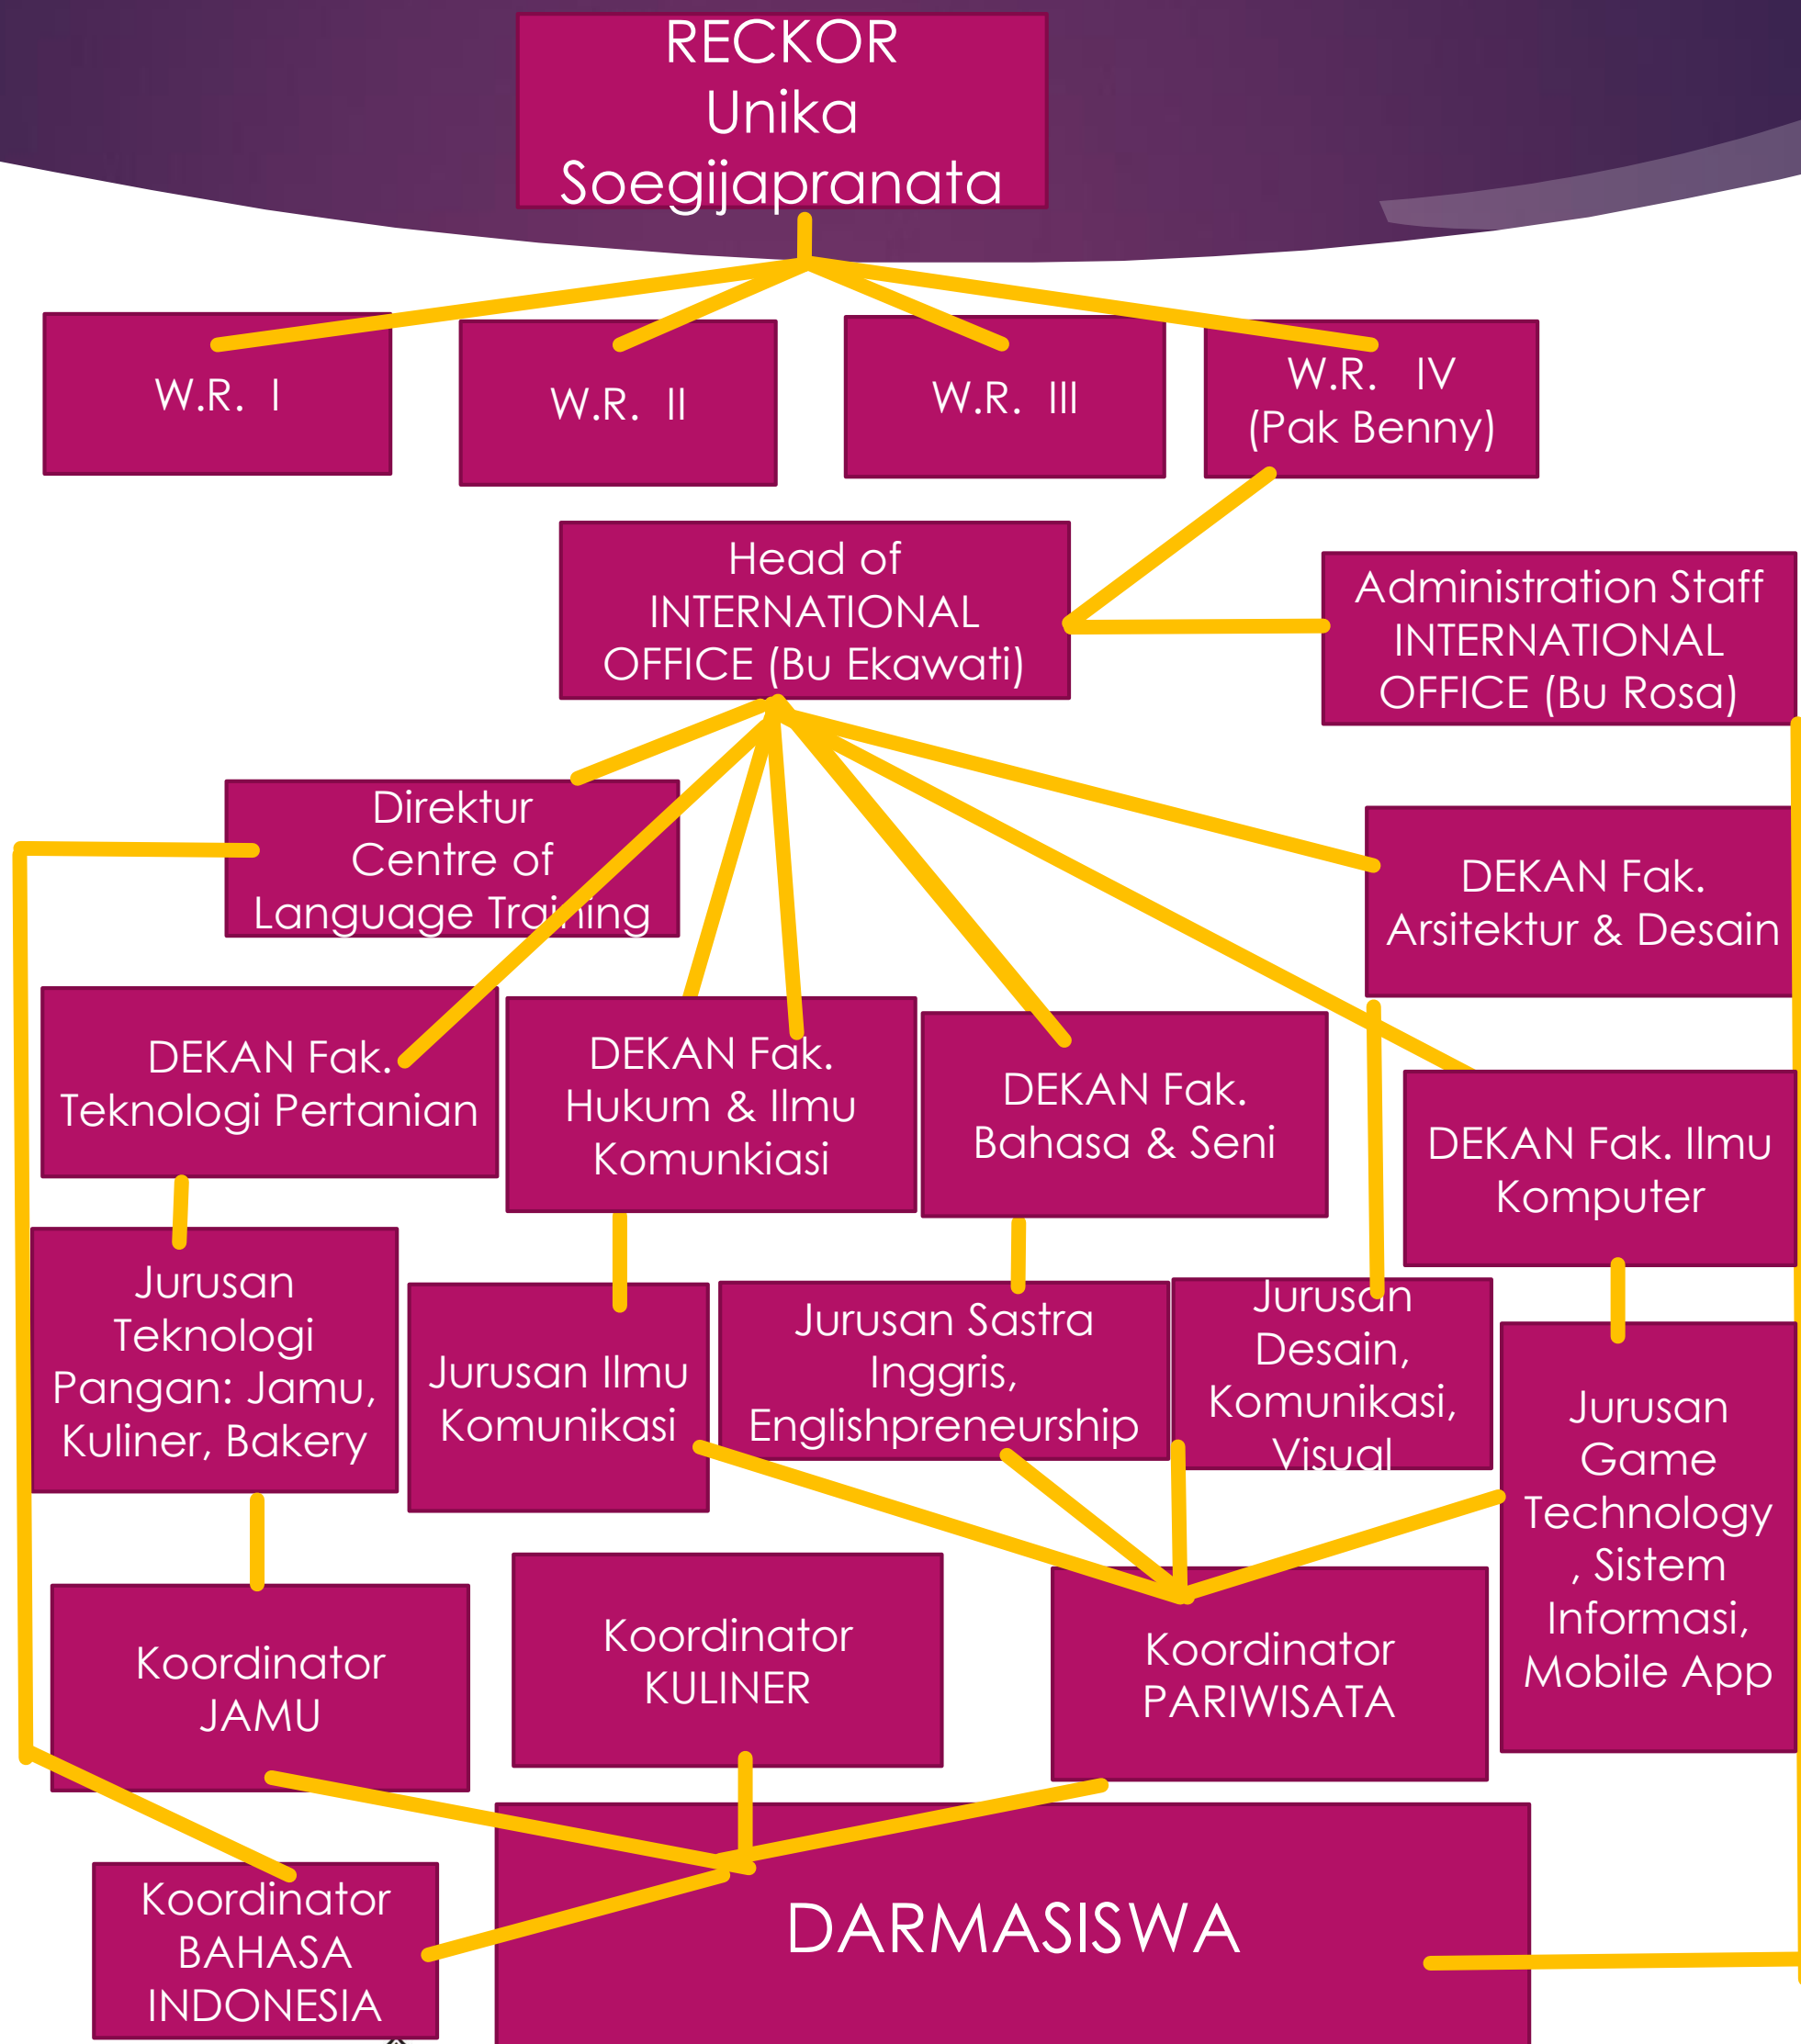 RECKOR
Unika
Soegijapranata
W.R. I
W.R. II
W.R. III
W.R. IV
(Pak Benny)
Head of
INTERNATIONAL
OFFICE (Bu Ekawati)
Administration Staff
INTERNATIONAL
OFFICE (Bu Rosa)
Direktur
Centre of
Language Training
DEKAN Fak.
Arsitektur & Desain
DEKAN Fak.
Teknologi Pertanian
DEKAN Fak.
Hukum & Ilmu
Komunkiasi
DEKAN Fak.
Bahasa & Seni
DEKAN Fak. Ilmu
Komputer
Jurusan
Teknologi
Pangan: Jamu,
Kuliner, Bakery
Jurusan Ilmu
Komunikasi
Jurusan Sastra
Inggris,
Englishpreneurship
Jurusan
Desain,
Komunikasi,
Visual
Jurusan
Game
Technology
, Sistem
Informasi,
Mobile App
Koordinator
JAMU
Koordinator
KULINER
Koordinator
PARIWISATA
Koordinator
BAHASA
INDONESIA
DARMASISWA